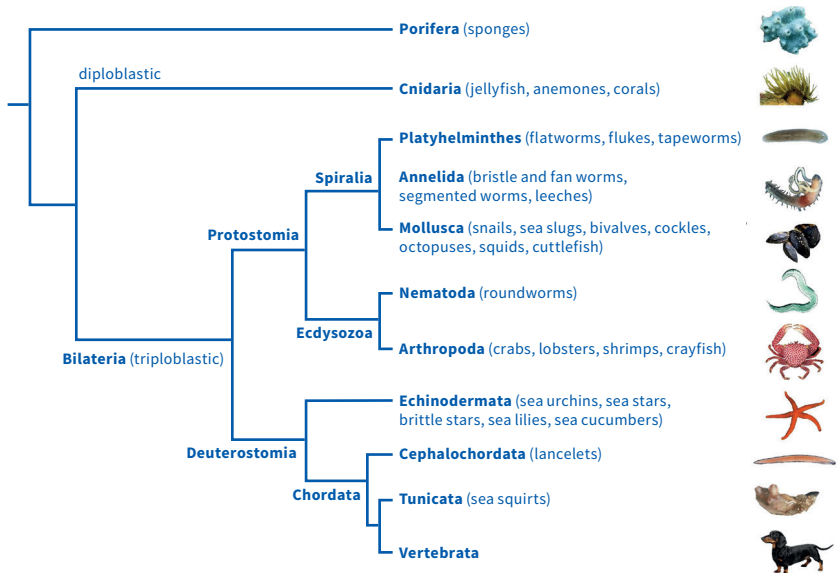 Porifera (sponges)
diploblastic
Cnidaria (jellyfish, anemones, corals)
Platyhelminthes (flatworms, flukes, tapeworms)
Spiralia
Annelida (bristle and fan worms,
segmented worms, leeches)
Mollusca (snails, sea slugs, bivalves, cockles,
octopuses, squids, cuttlefish)
Protostomia
Nematoda (roundworms)
Ecdysozoa
Arthropoda (crabs, lobsters, shrimps, crayfish)
Bilateria (triploblastic)
Echinodermata (sea urchins, sea stars,
brittle stars, sea lilies, sea cucumbers)
Deuterostomia
Cephalochordata (lancelets)
Chordata
Tunicata (sea squirts)
Vertebrata